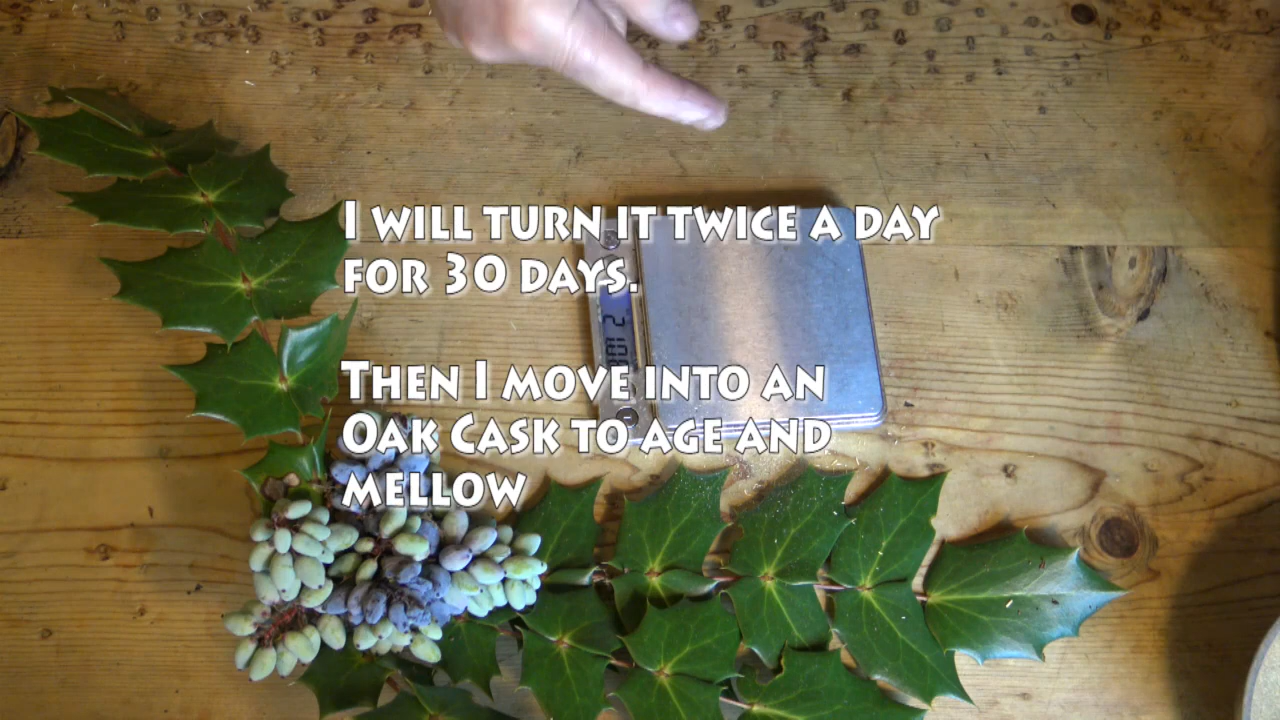 I will turn it twice a day
for 30 days.
Then I move into an
Oak Cask to age and
mellow